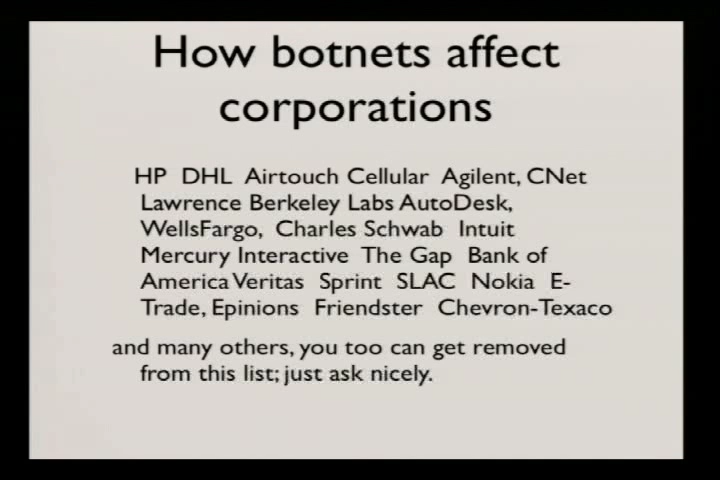 How botnets affect
corporations
HP DHL Airtouch Cellular Agilent, CNet
Lawrence Berkeley Labs AutoDesk,
WellsFargo, Charles Schwab Intuit
Mercury Interactive The Gap Bank of
America Veritas Sprint SLAC Nokia E-
Trade, Epinions Friendster Chevron-Texaco
and many others, you too can get removed
from this list; just ask nicely.